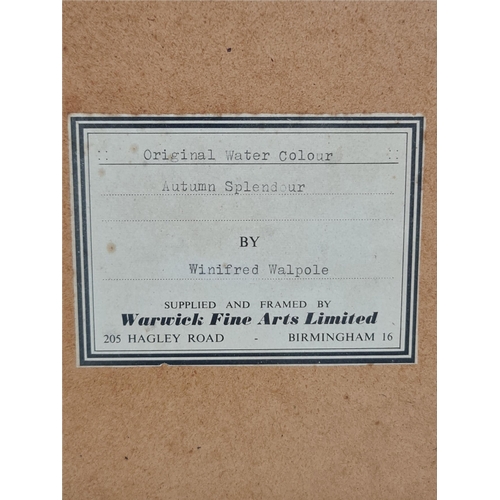 :: Original Water Colour ::
Autumn Splendour
BY
Winifred Walpole
SUPPLIED AND FRAMED BY
Warwick Fine Arts Limited
205 HAGLEY ROAD - BIRMINGHAM 16